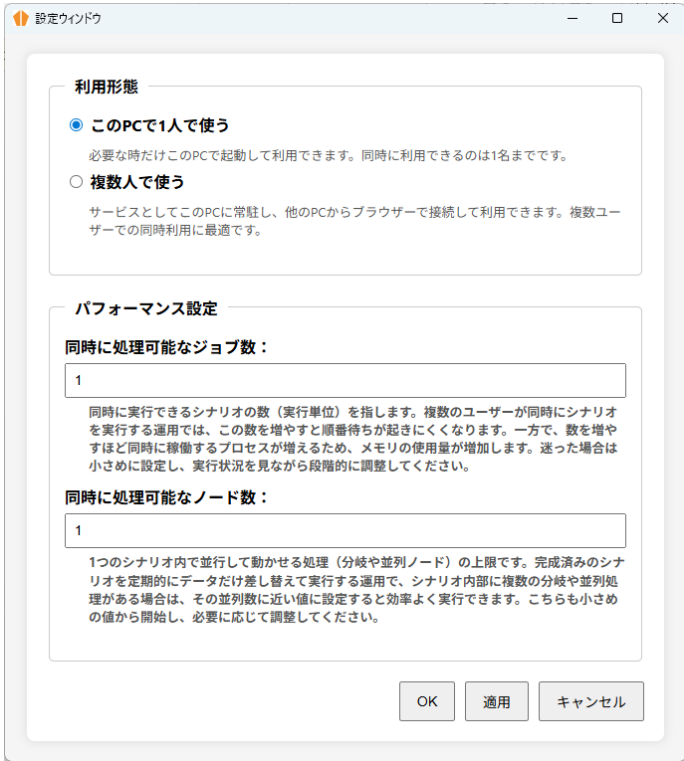 設定ウィンドウ
利用形態
このPCで1人で使う
必要な時だけこのPCで起動して利用できます。同時に利用できるのは1名までです。
複数人で使う
サービスとしてこのPCに常駐し、他のPCからブラウザーで接続して利用できます。複数ユー
ザーでの同時利用に最適です。
パフォーマンス設定
同時に処理可能なジョブ数：
1
同時に実行できるシナリオの数（実行単位）を指します。複数のユーザーが同時にシナリオ
を実行する運用では、この数を増やすと順番待ちが起きにくくなります。一方で、数を増や
すほど同時に稼働するプロセスが増えるため、メモリの使用量が増加します。迷った場合は
小さめに設定し、実行状況を見ながら段階的に調整してください。
同時に処理可能なノード数：
1
1つのシナリオ内で並行して動かせる処理（分岐や並列ノード）の上限です。完成済みのシナ
リオを定期的にデータだけ差し替えて実行する運用で、シナリオ内部に複数の分岐や並列処
理がある場合は、その並列数に近い値に設定すると効率よく実行できます。こちらも小さめ
の値から開始し、必要に応じて調整してください。
OK 適用 キャンセル